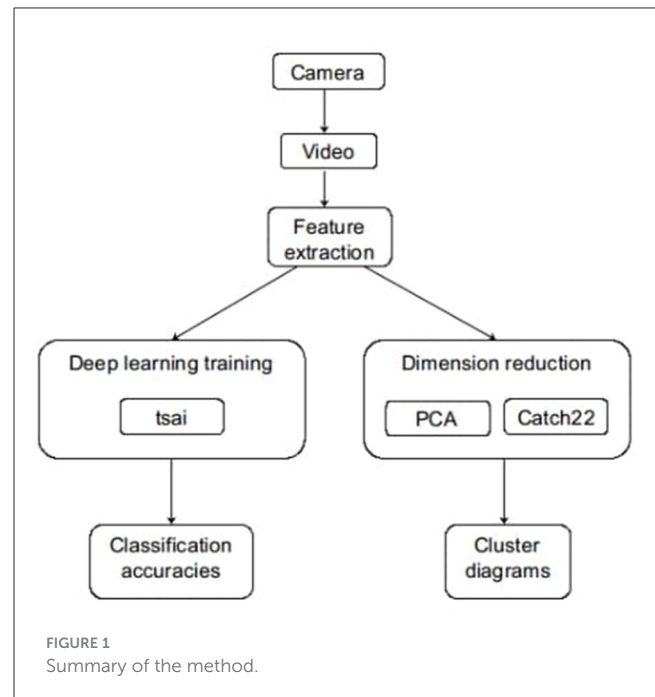 Camera
Video
Feature
extraction
Deep learning training
tsai
Dimension reduction
PCA
Catch22
Classification
accuracies
Cluster
diagrams
FIGURE 1
Summary of the method.